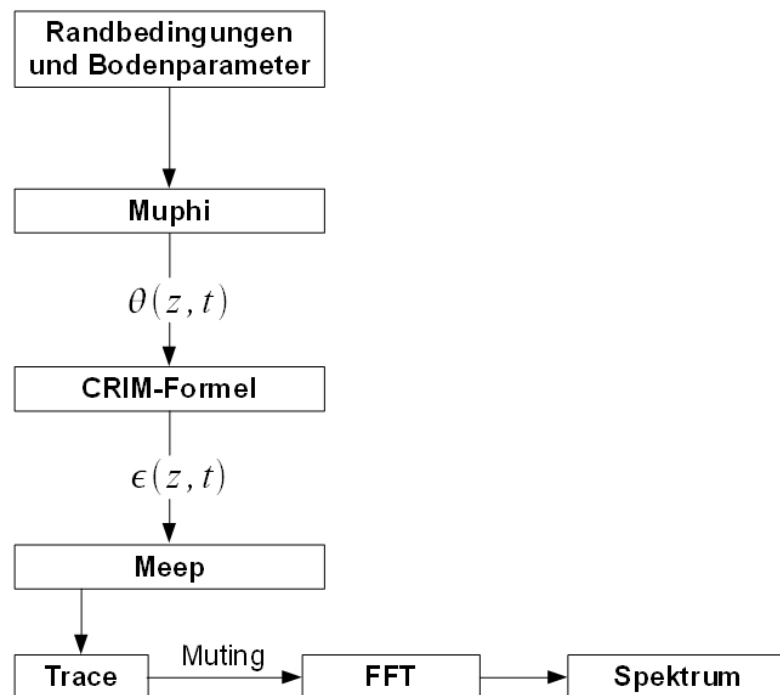 Randbedingungen
und Bodenparameter
Muphi
θ(z,t)
CRIM-Formel
ϵ(z,t)
Meep
Trace
Muting
FFT
Spektrum